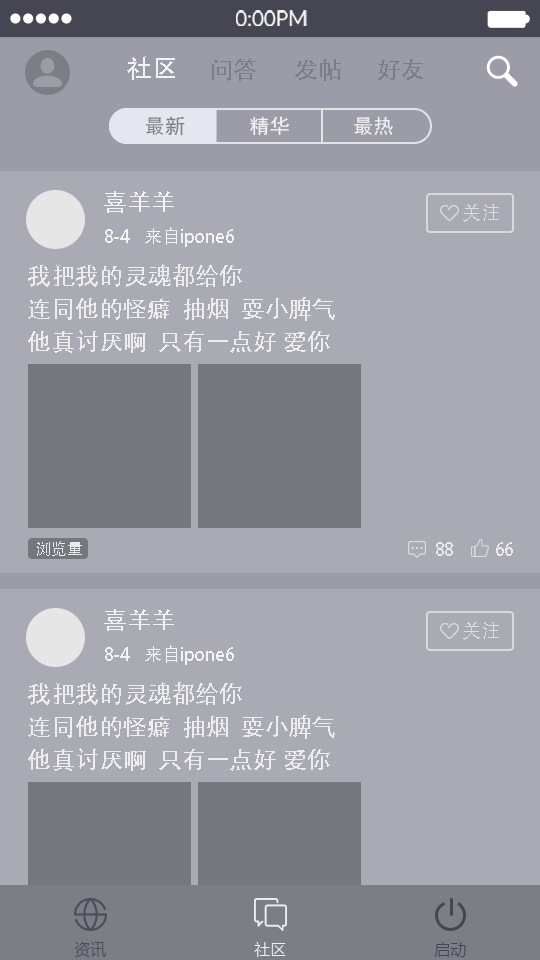 0:00PM
社区 问答 发帖 好友
最新 精华 最热
喜羊羊
8-4 来自ipone6
关注
我把我的灵魂都给你
连同他的怪癖 抽烟 耍小脾气
他真讨厌啊 只有一点好 爱你
浏览量 88 66
喜羊羊
8-4 来自ipone6
关注
我把我的灵魂都给你
连同他的怪癖 抽烟 耍小脾气
他真讨厌啊 只有一点好 爱你
资讯 社区 启动